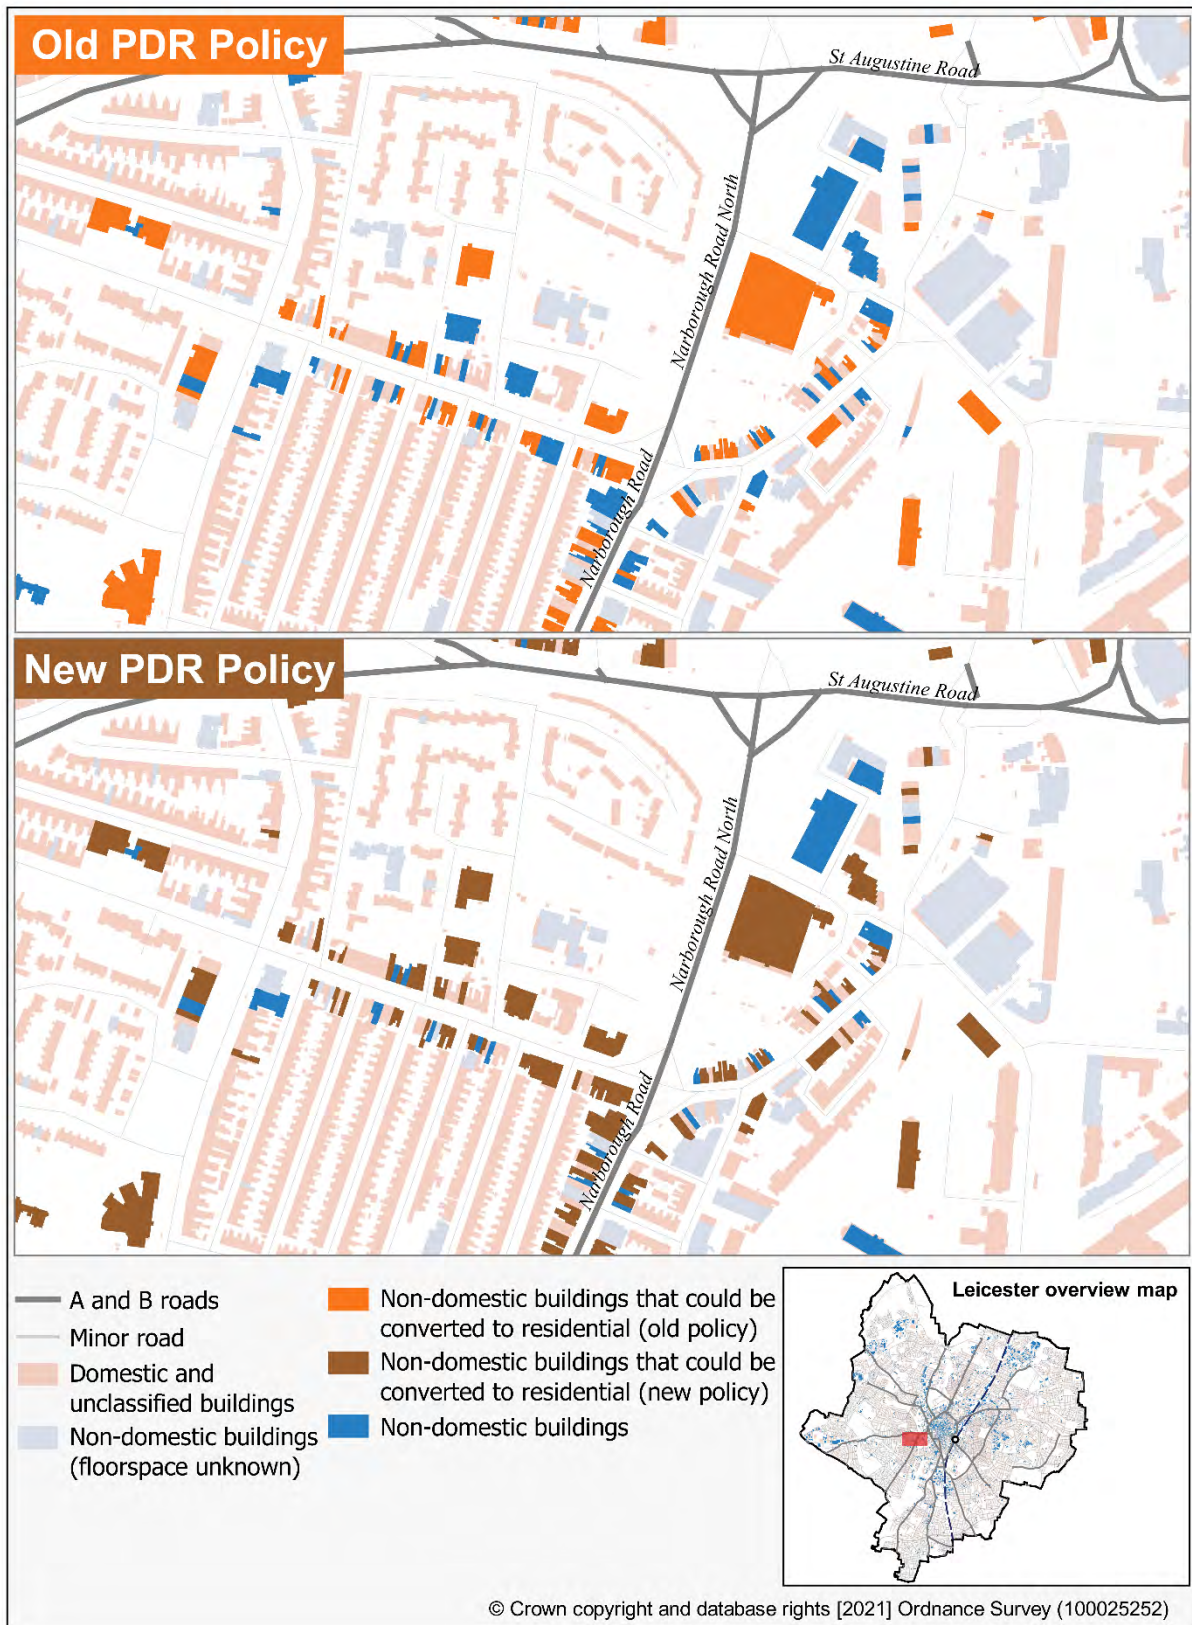 Old PDR Policy
St Augustine Road
Narborough Road North
Narborough Road
New PDR Policy
St Augustine Road
Narborough Road North
Narborough Road
A and B roads
Minor road
Domestic and
unclassified buildings
Non-domestic buildings
(floorspace unknown)
Non-domestic buildings that could be
converted to residential (old policy)
Non-domestic buildings that could be
converted to residential (new policy)
Non-domestic buildings
Leicester overview map
© Crown copyright and database rights [2021] Ordnance Survey (100025252)